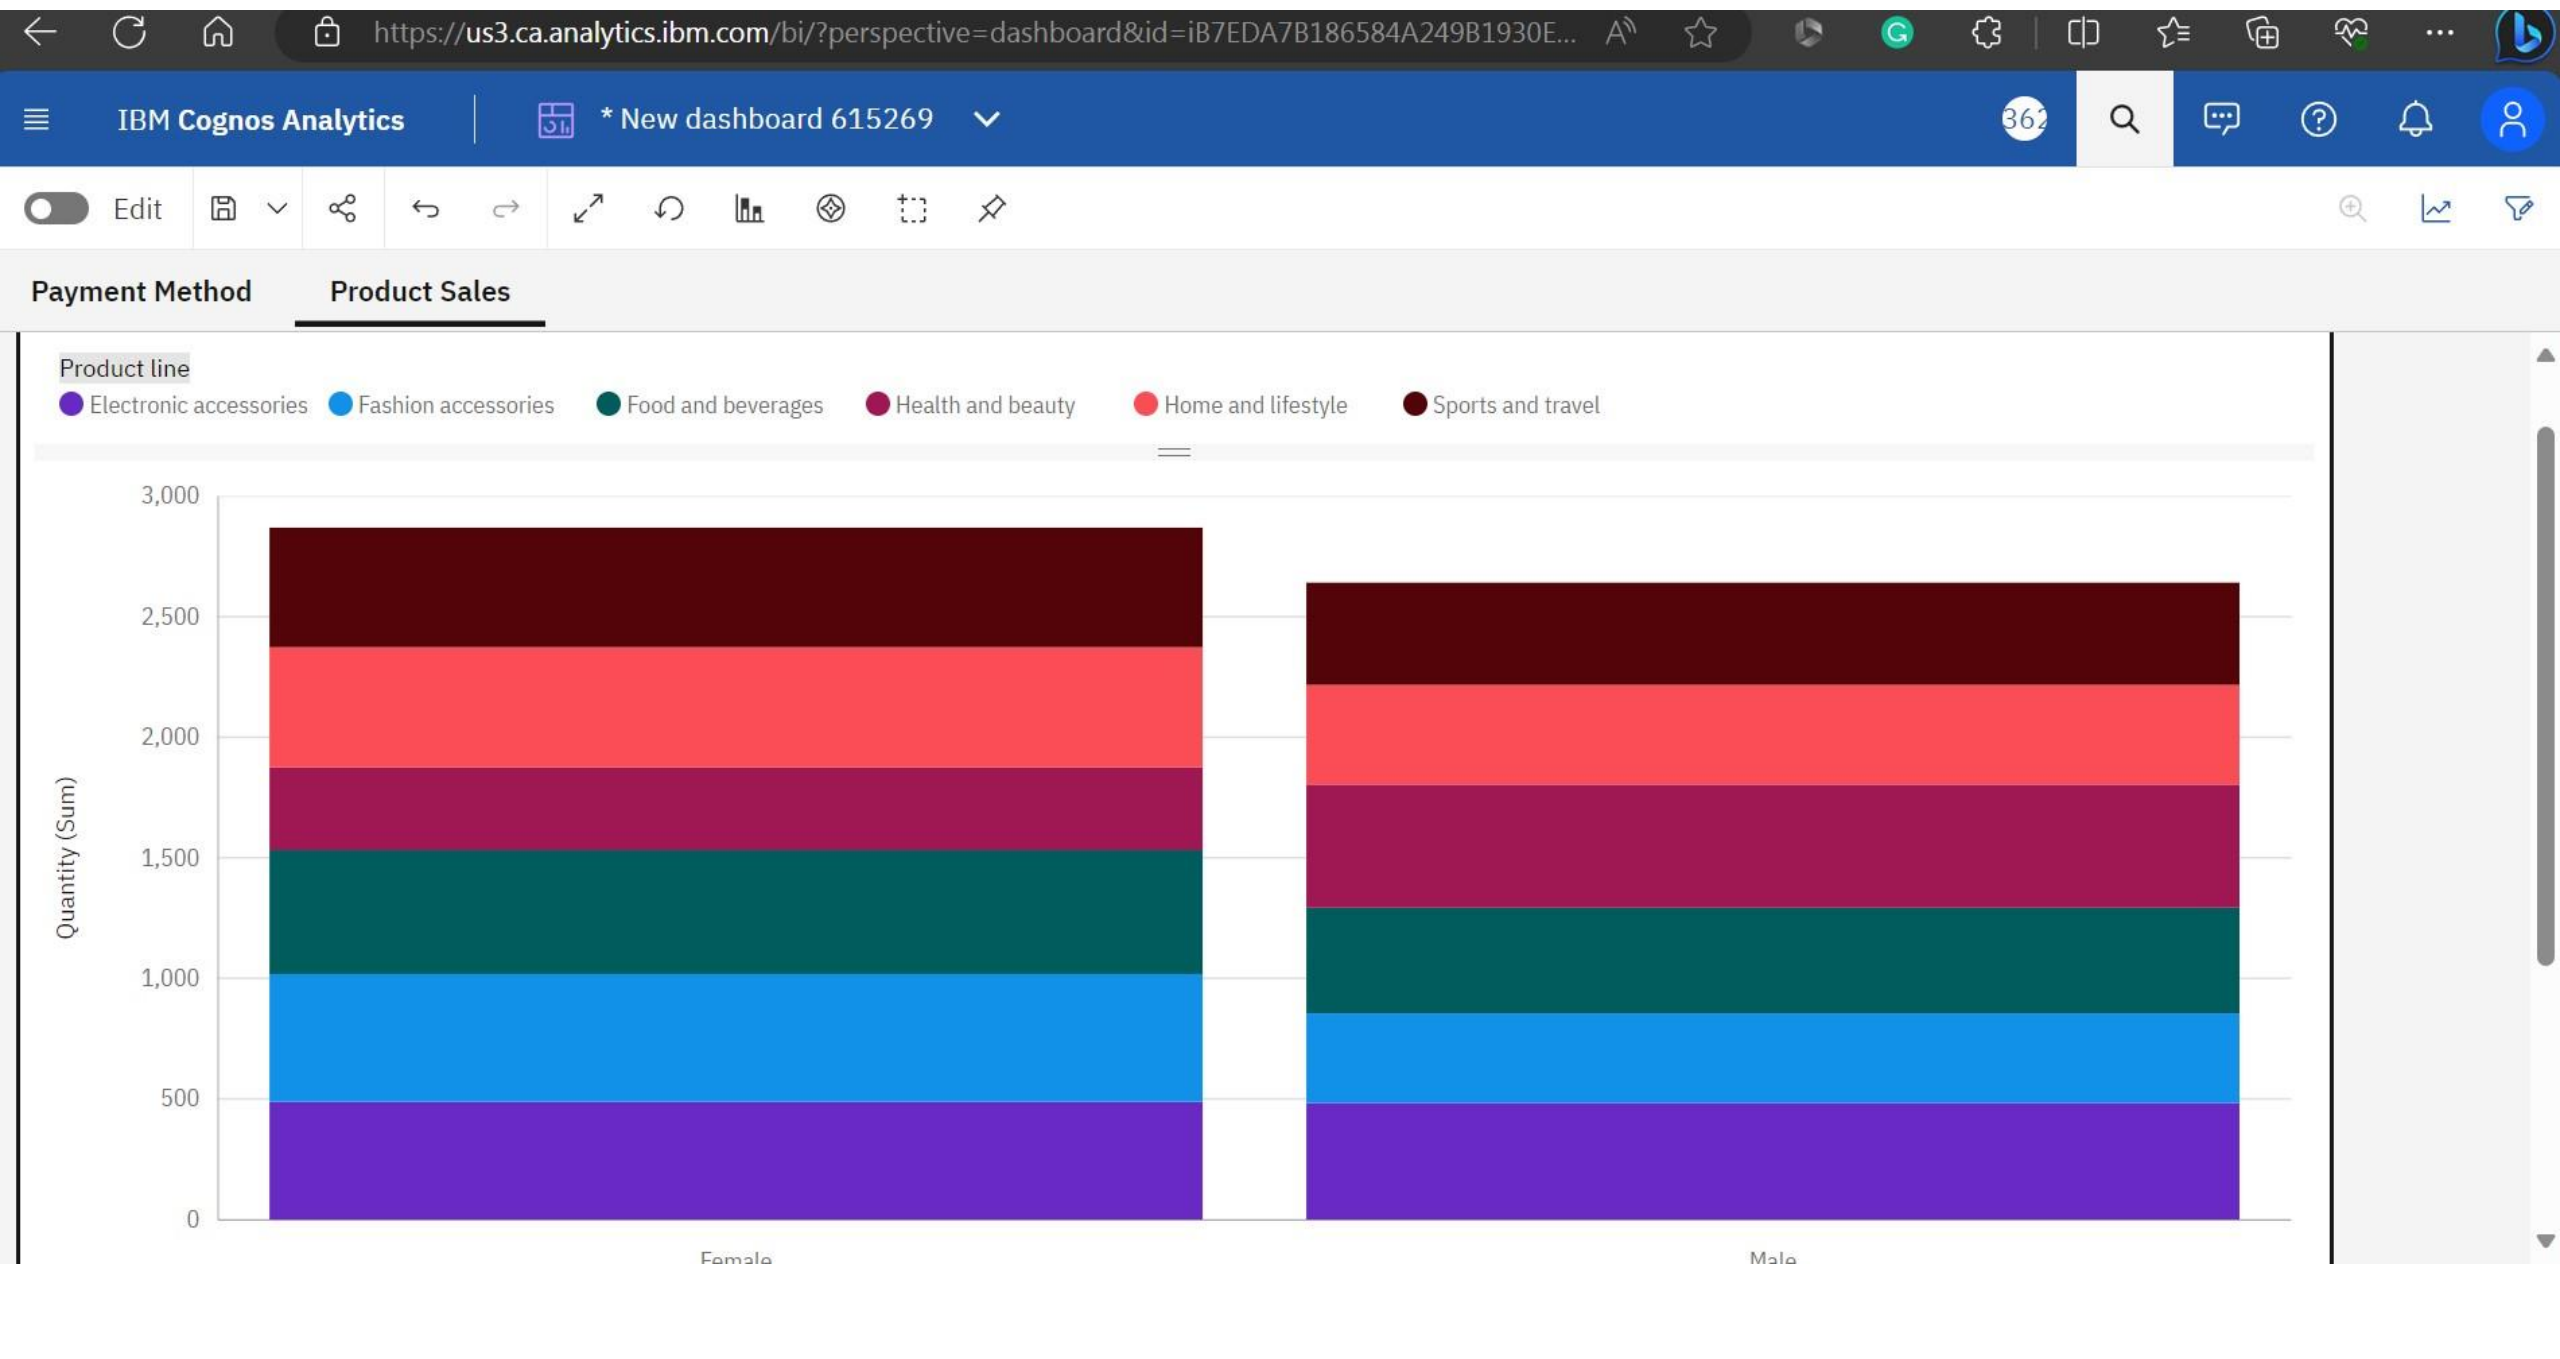 https://us3.ca.analytics.ibm.com/bi/?perspective=dashboard&id=iB7EDA7B186584A249B1930E...
IBM Cognos Analytics * New dashboard 615269 362
Edit
Payment Method Product Sales
Product line
Electronic accessories Fashion accessories Food and beverages Health and beauty Home and lifestyle Sports and travel
3,000
2,500
2,000
1,500
1,000
500
0
Quantity (Sum)
Female Male